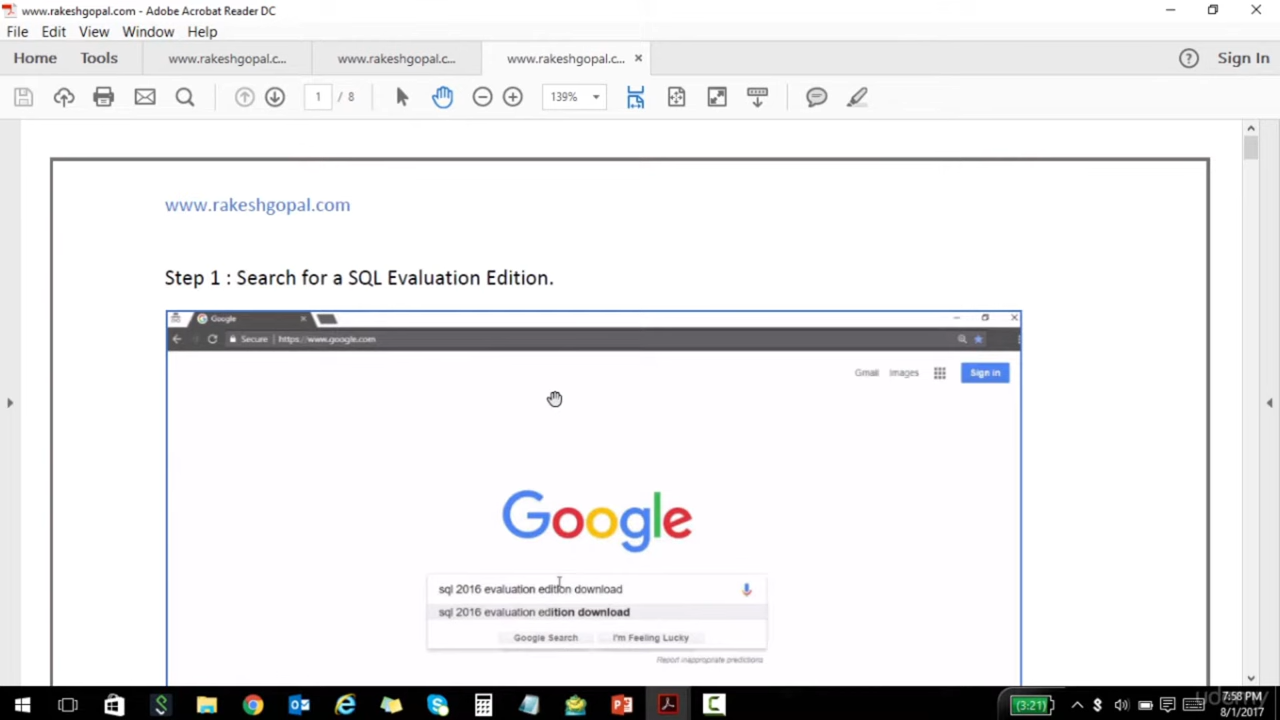 www.rakeshgopal.com - Adobe Acrobat Reader DC
File Edit View Window Help
Home Tools www.rakeshgopal.c... www.rakeshgopal.c... www.rakeshgopal.c... × ? Sign In
1 / 8 139%
www.rakeshgopal.com
Step 1 : Search for a SQL Evaluation Edition.
Google
Secure | https://www.google.com
Gmail Images Sign in
Google
sql 2016 evaluation edition download
sql 2016 evaluation edition download
Google Search I'm Feeling Lucky
Report inappropriate predictions
(3:21) 7:58 PM
udemy
8/1/2017